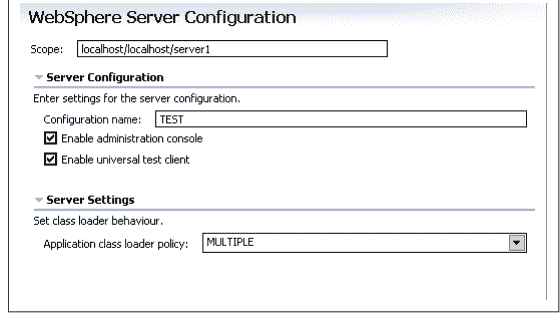 WebSphere Server Configuration
Scope: localhost/localhost/server1
Server Configuration
Enter settings for the server configuration.
Configuration name: TEST
Enable administration console
Enable universal test client
Server Settings
Set class loader behaviour.
Application class loader policy: MULTIPLE